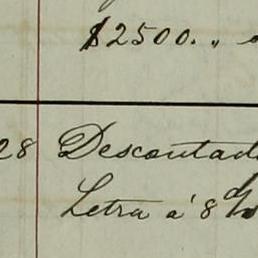 $2500. "
28 Descontad
Letra á 8 d/